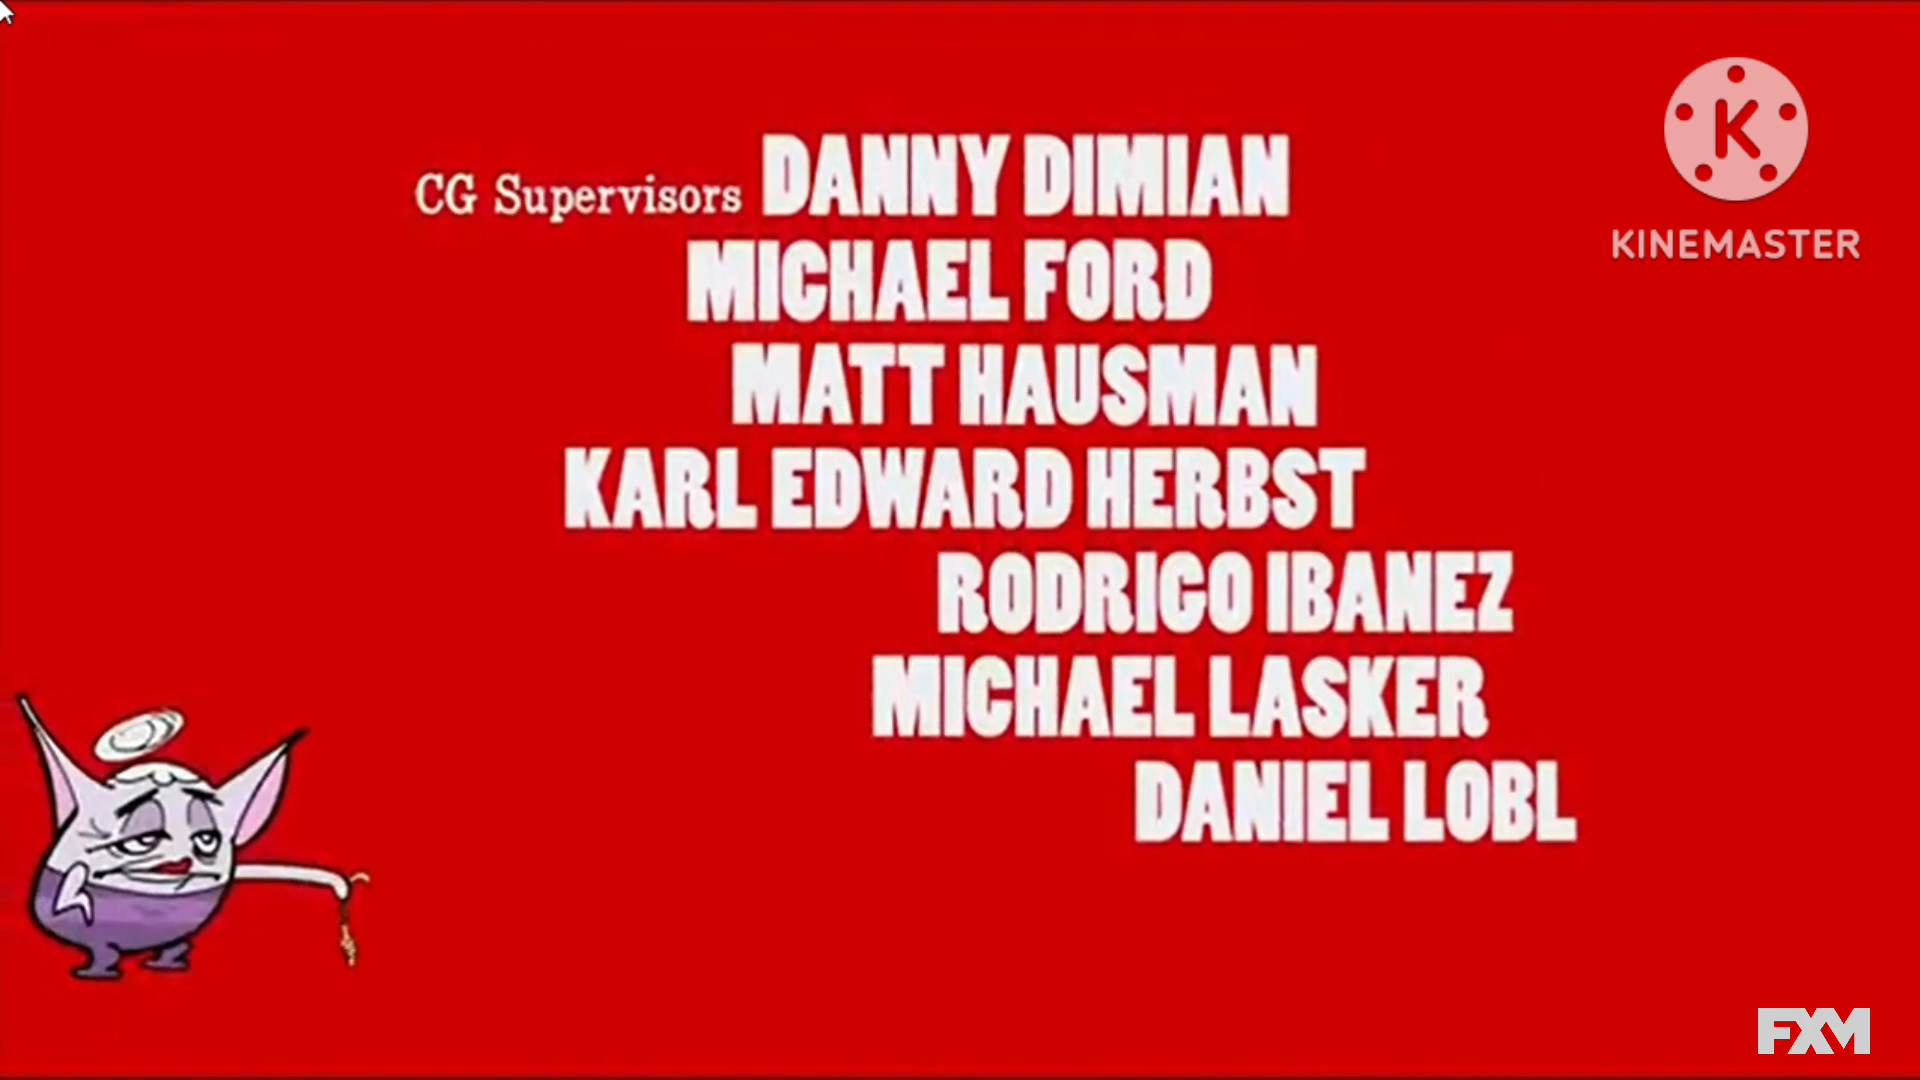 CG Supervisors DANNY DIMIAN
MICHAEL FORD
MATT HAUSMAN
KARL EDWARD HERBST
RODRIGO IBANEZ
MICHAEL LASKER
DANIEL LOBL
K
KINEMASTER
FXM